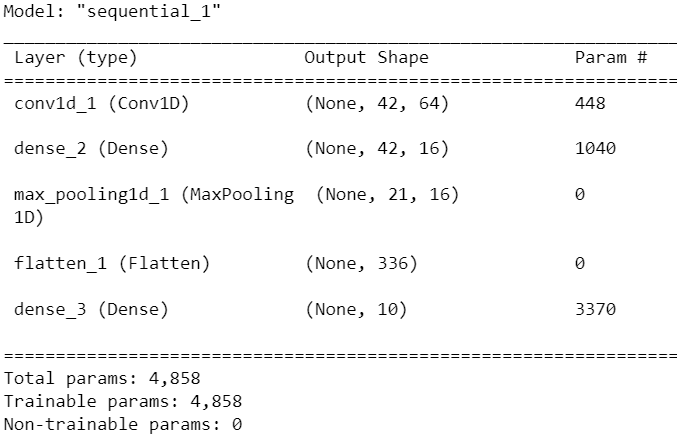 Model: "sequential_1"
_________________________________________________________________
Layer (type) Output Shape Param #
=================================================================
conv1d_1 (Conv1D) (None, 42, 64) 448
dense_2 (Dense) (None, 42, 16) 1040
max_pooling1d_1 (MaxPooling (None, 21, 16) 0
1D)
flatten_1 (Flatten) (None, 336) 0
dense_3 (Dense) (None, 10) 3370
=================================================================
Total params: 4,858
Trainable params: 4,858
Non-trainable params: 0